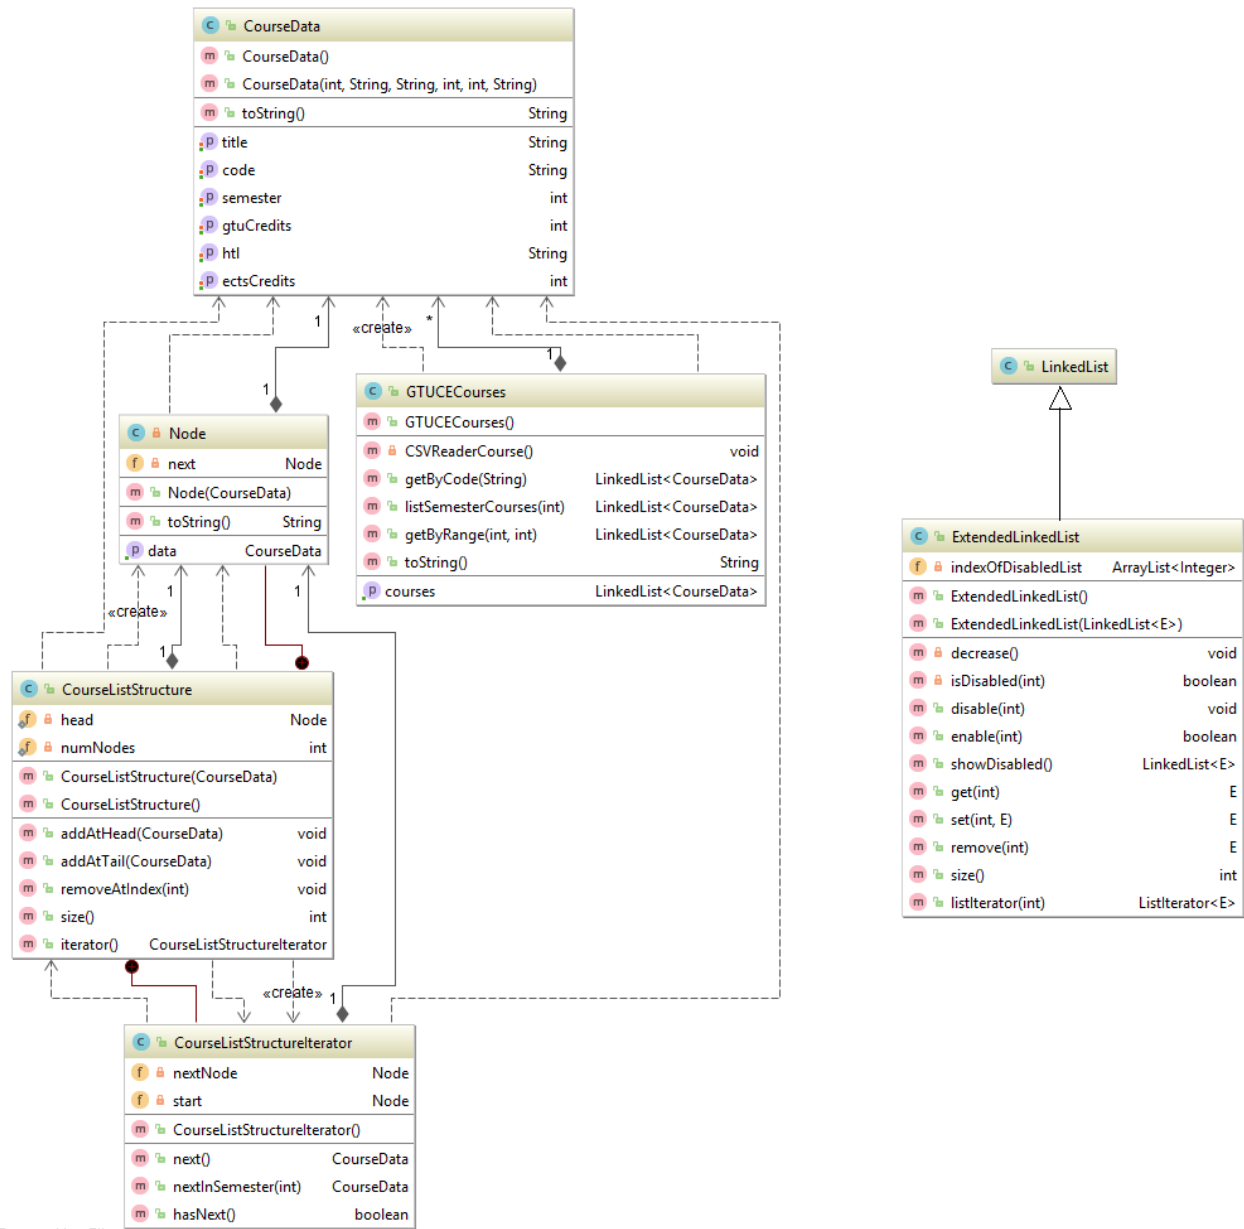 CourseData
CourseData()
CourseData(int, String, String, int, int, String)
toString() String
title String
code String
semester int
gtuCredits int
htl String
ectsCredits int
1
«create»
*
1
1
GTUCECourses
GTUCECourses()
CSVReaderCourse() void
getByCode(String) LinkedList<CourseData>
listSemesterCourses(int) LinkedList<CourseData>
getByRange(int, int) LinkedList<CourseData>
toString() String
courses LinkedList<CourseData>
Node
next Node
Node(CourseData)
toString() String
data CourseData
«create»
1
1
1
CourseListStructure
head Node
numNodes int
CourseListStructure(CourseData)
CourseListStructure()
addAtHead(CourseData) void
addAtTail(CourseData) void
removeAtIndex(int) void
size() int
iterator() CourseListStructureIterator
«create»
1
CourseListStructureIterator
nextNode Node
start Node
CourseListStructureIterator()
next() CourseData
nextInSemester(int) CourseData
hasNext() boolean
LinkedList
ExtendedLinkedList
indexOfDisabledList ArrayList<Integer>
ExtendedLinkedList()
ExtendedLinkedList(LinkedList<E>)
decrease() void
isDisabled(int) boolean
disable(int) void
enable(int) boolean
showDisabled() LinkedList<E>
get(int) E
set(int, E) E
remove(int) E
size() int
listIterator(int) ListIterator<E>